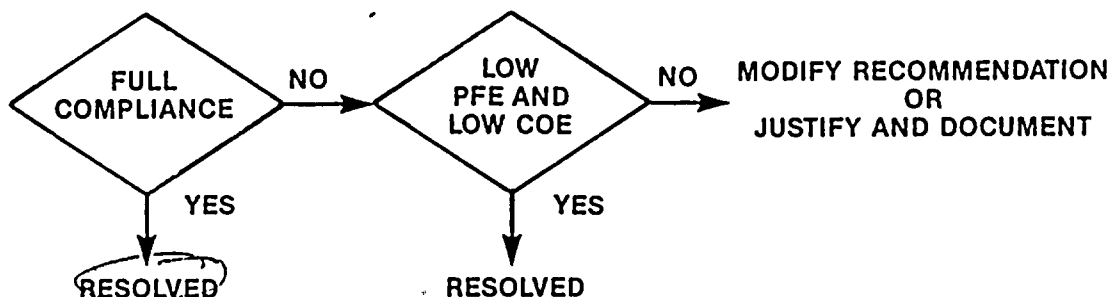 FULL
COMPLIANCE
NO
LOW
PFE AND
LOW COE
NO
MODIFY RECOMMENDATION
OR
JUSTIFY AND DOCUMENT
YES
YES
RESOLVED
RESOLVED